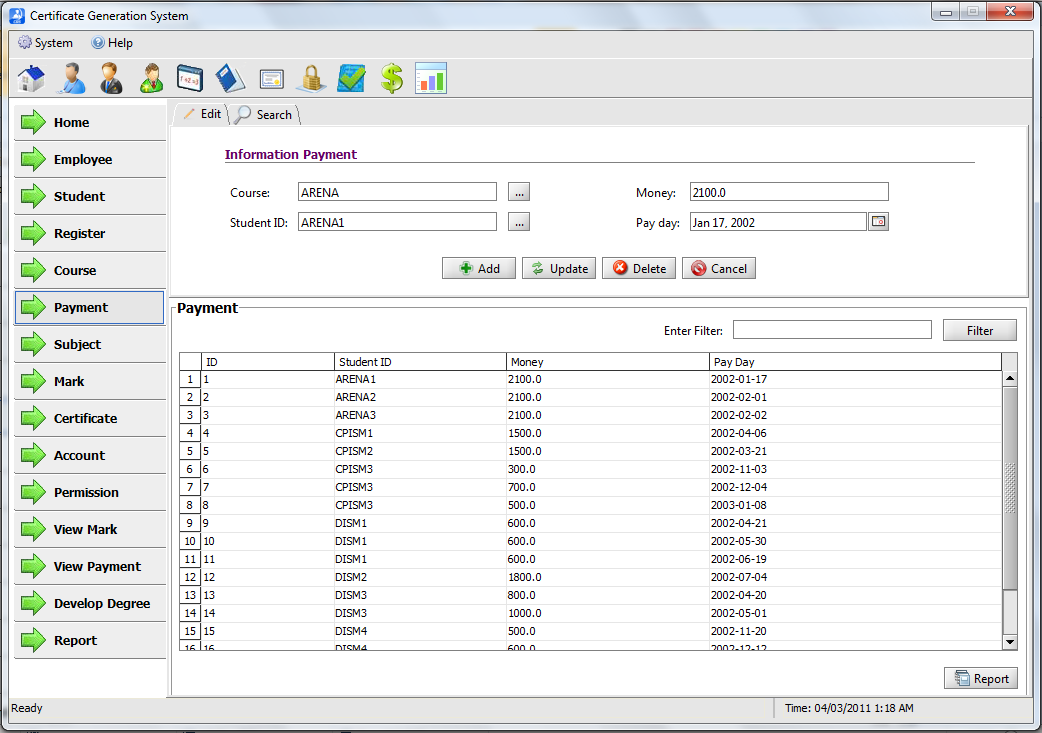 Certificate Generation System
System Help
Home
Employee
Student
Register
Course
Payment
Subject
Mark
Certificate
Account
Permission
View Mark
View Payment
Develop Degree
Report
Edit Search
Information Payment
Course: ARENA ... Money: 2100.0
Student ID: ARENA1 ... Pay day: Jan 17, 2002
Add Update Delete Cancel
Payment
Enter Filter: Filter
ID Student ID Money Pay Day
1 1 ARENA1 2100.0 2002-01-17
2 2 ARENA2 2100.0 2002-02-01
3 3 ARENA3 2100.0 2002-02-02
4 4 CPISM1 1500.0 2002-04-06
5 5 CPISM2 1500.0 2002-03-21
6 6 CPISM3 300.0 2002-11-03
7 7 CPISM3 700.0 2002-12-04
8 8 CPISM3 500.0 2003-01-08
9 9 DISM1 600.0 2002-04-21
10 10 DISM1 600.0 2002-05-30
11 11 DISM1 600.0 2002-06-19
12 12 DISM2 1800.0 2002-07-04
13 13 DISM3 800.0 2002-04-20
14 14 DISM3 1000.0 2002-05-01
15 15 DISM4 500.0 2002-11-20
16 16 DISM4 600.0 2002-12-12
Report
Ready Time: 04/03/2011 1:18 AM